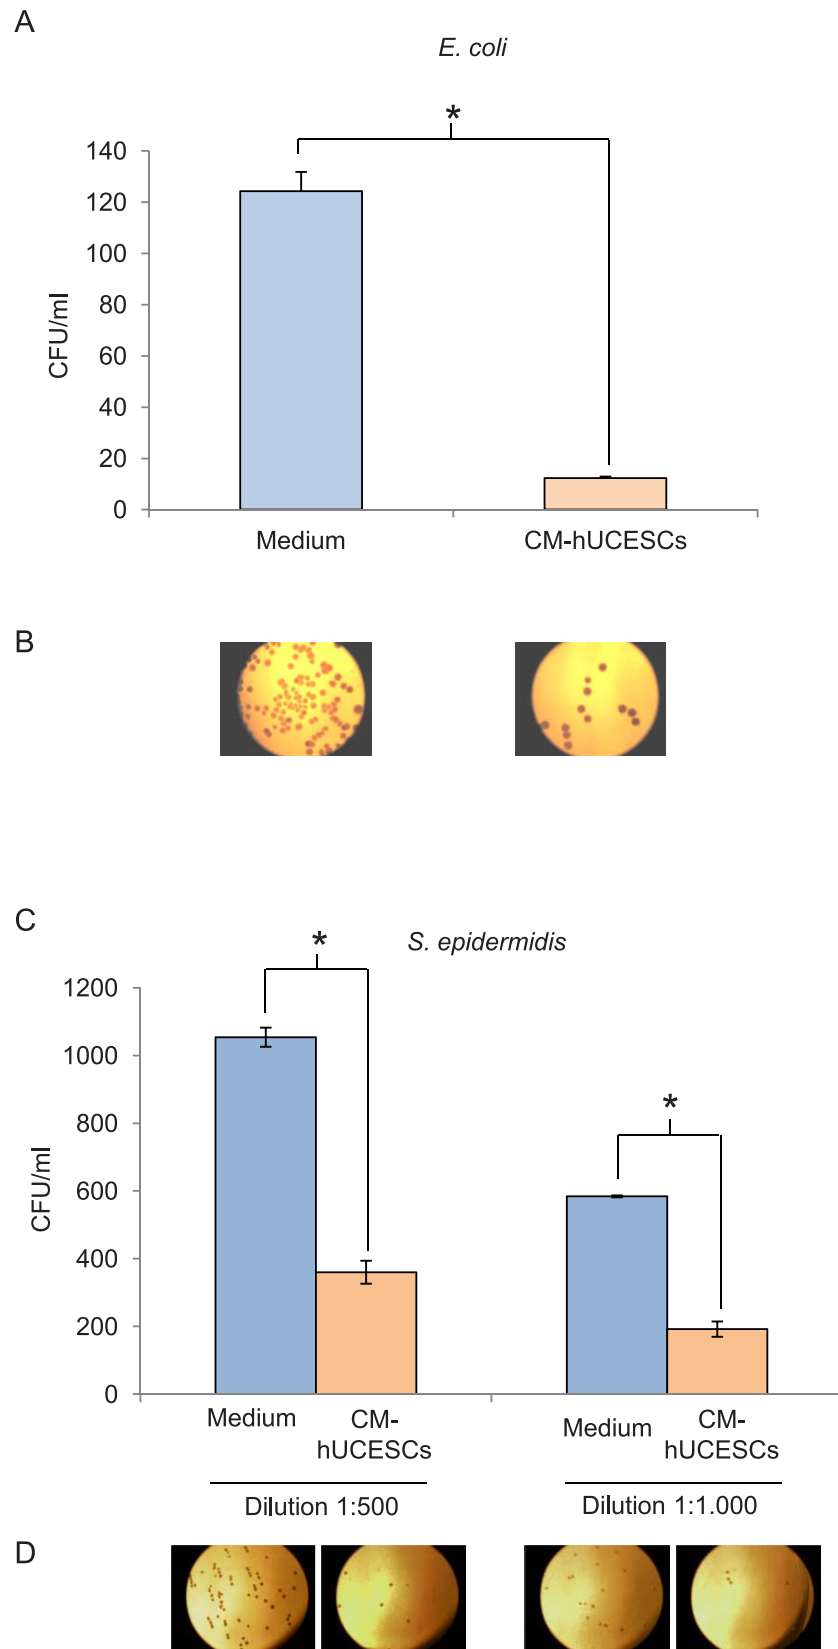 A
E. coli
*
140
120
100
80
60
40
20
0
CFU/ml
Medium
CM-hUCESCs
B
C
S. epidermidis
*
*
1200
1000
800
600
400
200
0
CFU/ml
Medium
CM-
hUCESCs
Medium
CM-
hUCESCs
Dilution 1:500
Dilution 1:1.000
D